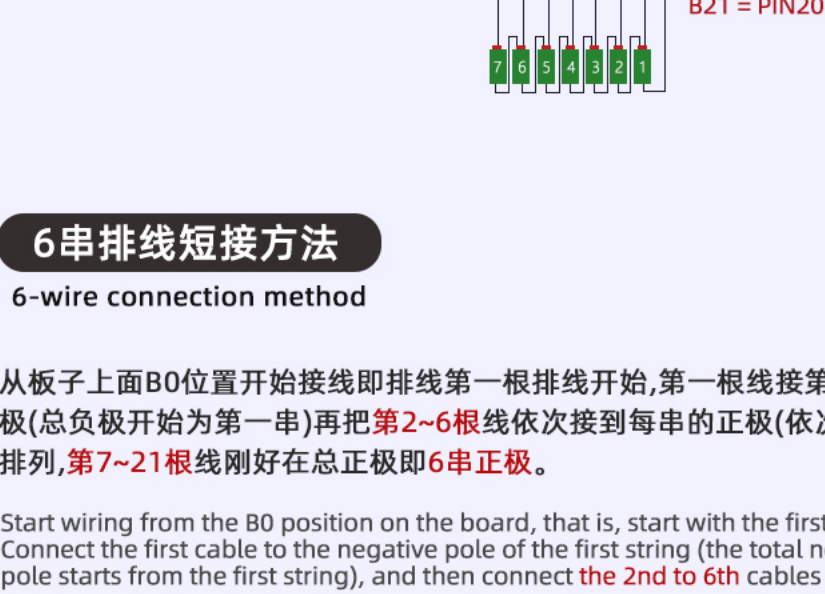 B21 = PIN20
7 6 5 4 3 2 1
6串排线短接方法
6-wire connection method
从板子上面B0位置开始接线即排线第一根排线开始,第一根线接第
极(总负极开始为第一串)再把第2~6根线依次接到每串的正极(依次
排列,第7~21根线刚好在总正极即6串正极。
Start wiring from the B0 position on the board, that is, start with the first
Connect the first cable to the negative pole of the first string (the total n
pole starts from the first string), and then connect the 2nd to 6th cables